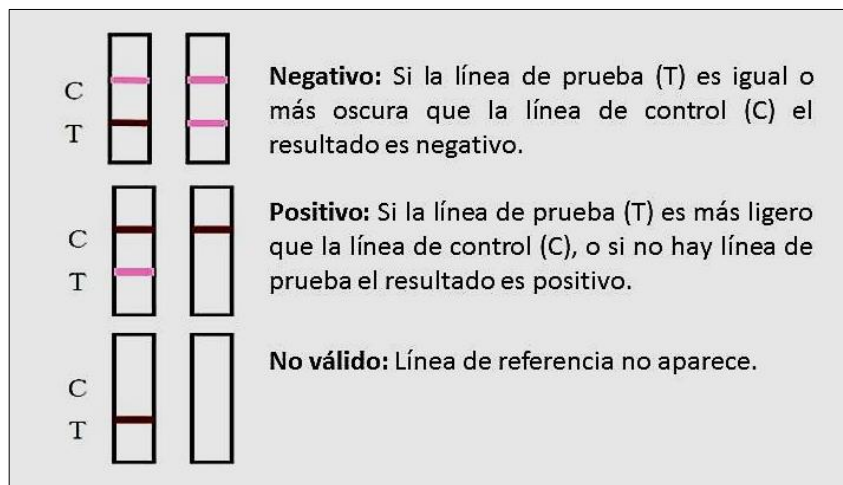 C
T
Negativo: Si la línea de prueba (T) es igual o
más oscura que la línea de control (C) el
resultado es negativo.
C
T
Positivo: Si la línea de prueba (T) es más ligero
que la línea de control (C), o si no hay línea de
prueba el resultado es positivo.
C
T
No válido: Línea de referencia no aparece.